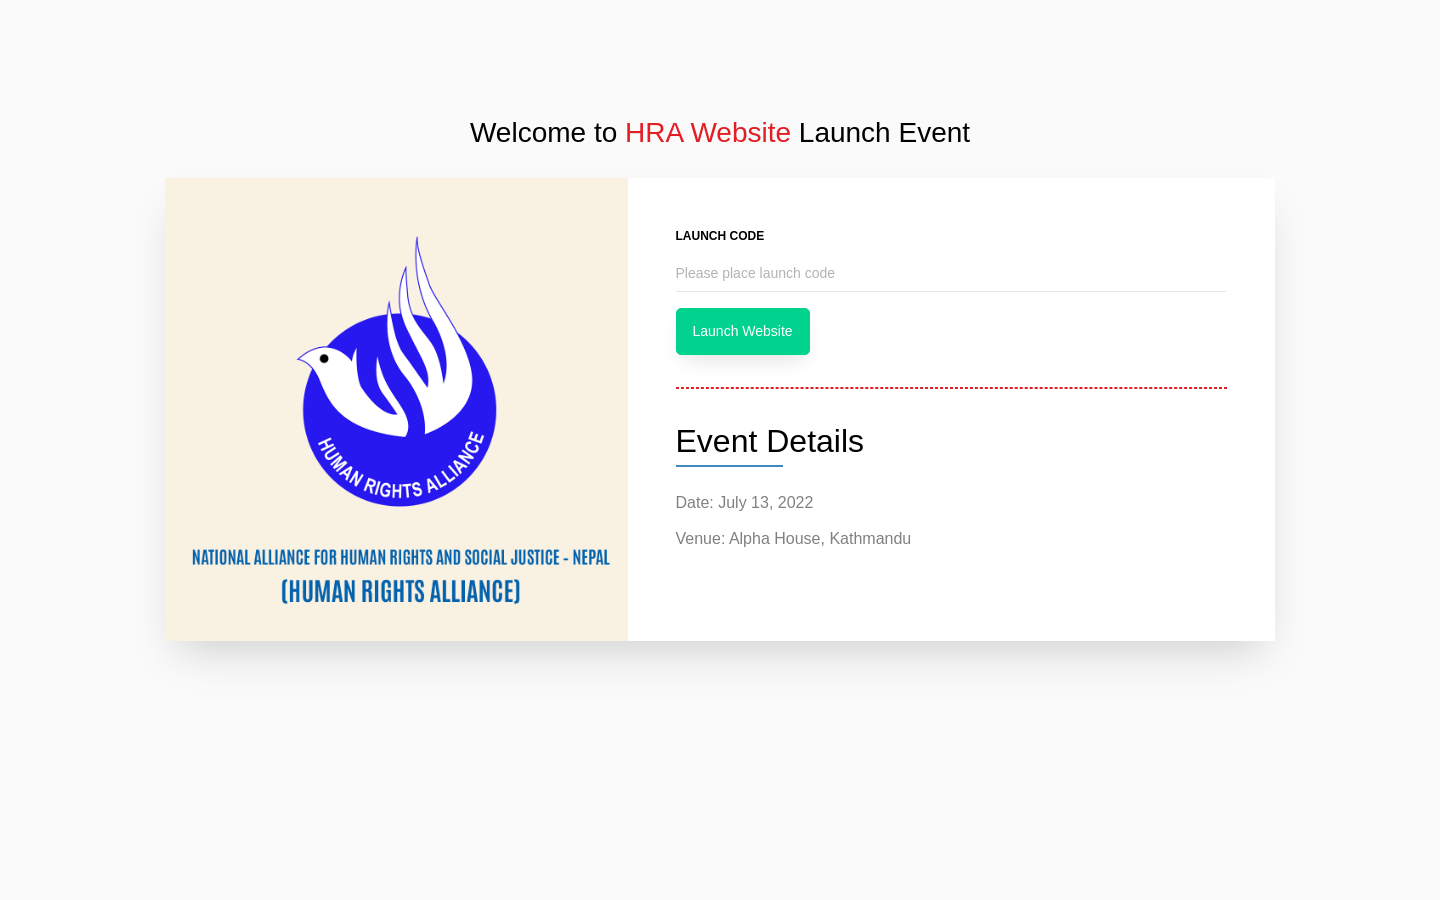 Welcome to HRA Website Launch Event
HUMAN RIGHTS ALLIANCE
NATIONAL ALLIANCE FOR HUMAN RIGHTS AND SOCIAL JUSTICE - NEPAL
(HUMAN RIGHTS ALLIANCE)
LAUNCH CODE
Please place launch code
Launch Website
Event Details
Date: July 13, 2022
Venue: Alpha House, Kathmandu